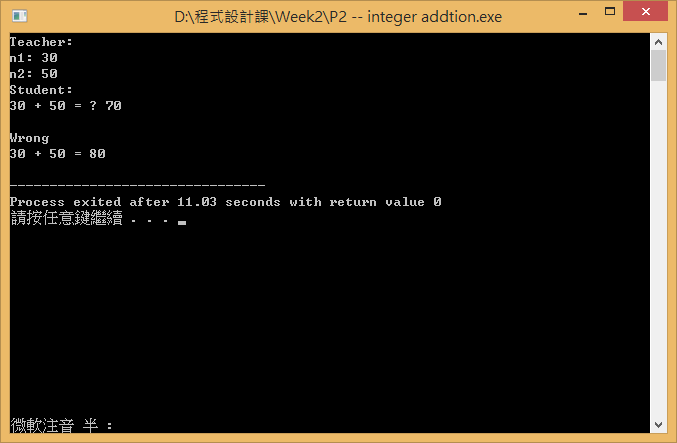 D:\程式設計課\Week2\P2 -- integer addtion.exe
Teacher:
n1: 30
n2: 50
Student:
30 + 50 = ? 70
Wrong
30 + 50 = 80
--------------------------------
Process exited after 11.03 seconds with return value 0
請按任意鍵繼續 . . .
微軟注音 半 :